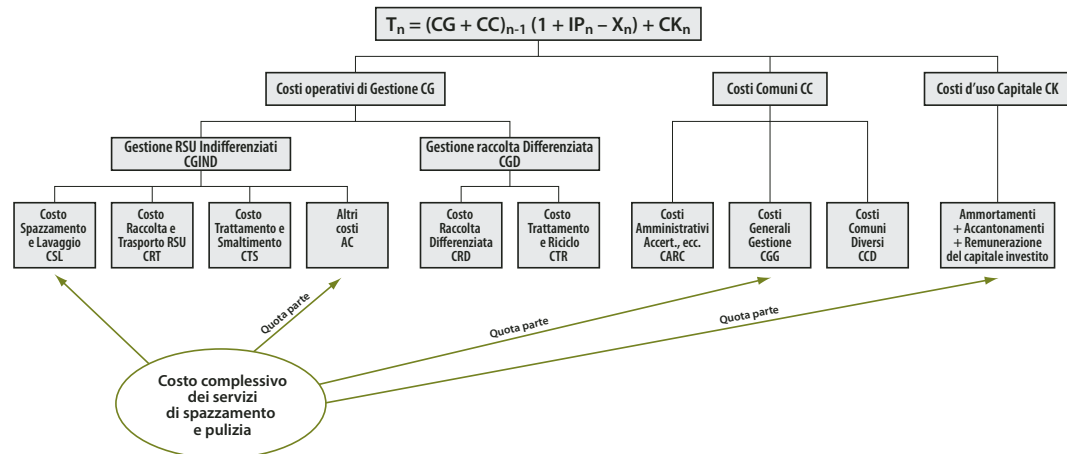 Tn = (CG + CC)n-1 (1 + IPn – Xn) + CKn
Costi operativi di Gestione CG
Costi Comuni CC
Costi d'uso Capitale CK
Gestione RSU Indifferenziati
CGIND
Gestione raccolta Differenziata
CGD
Costo
Spazzamento
e Lavaggio
CSL
Costo
Raccolta e
Trasporto RSU
CRT
Costo
Trattamento e
Smaltimento
CTS
Altri
costi
AC
Costo
Raccolta
Differenziata
CRD
Costo
Trattamento
e Riciclo
CTR
Costi
Amministrativi
Accert., ecc.
CARC
Costi
Generali
Gestione
CGG
Costi
Comuni
Diversi
CCD
Ammortamenti
+ Accantonamenti
+ Remunerazione
del capitale investito
Quota parte
Quota parte
Quota parte
Costo complessivo
dei servizi
di spazzamento
e pulizia